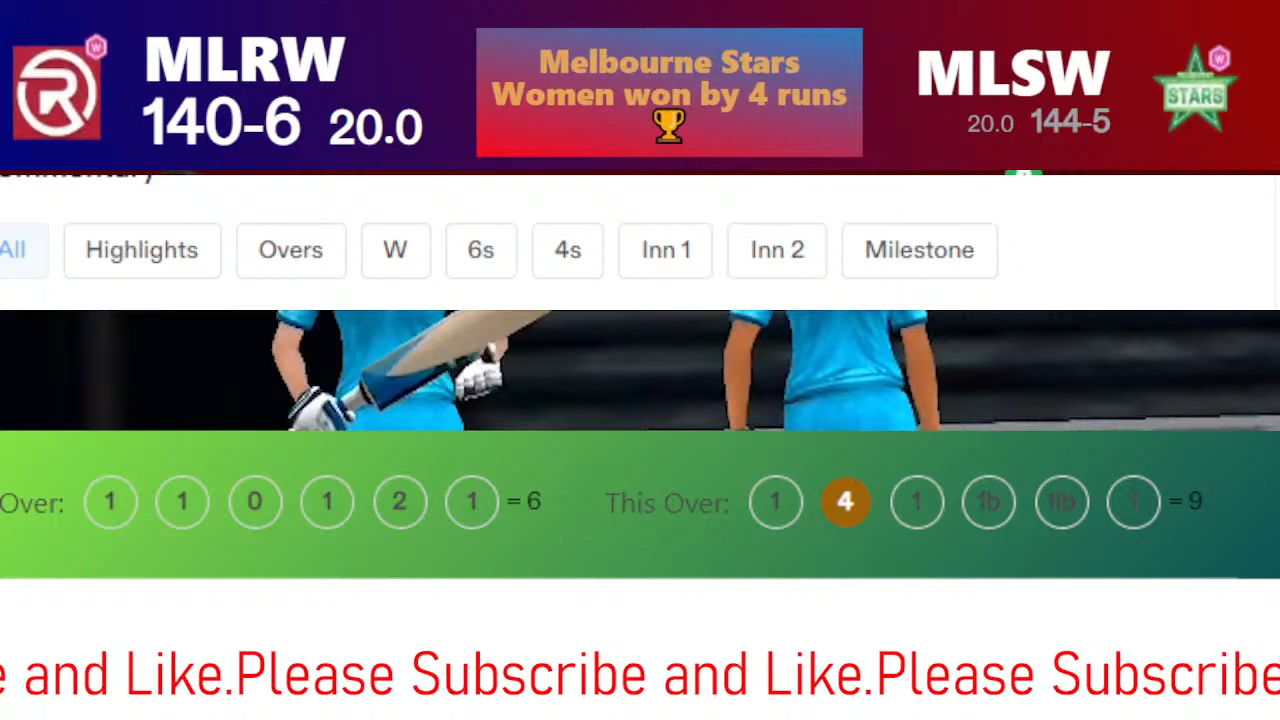 MLRW
140-6 20.0
Melbourne Stars
Women won by 4 runs
MLSW
20.0 144-5
STARS
All Highlights Overs W 6s 4s Inn 1 Inn 2 Milestone
Over: 1 1 0 1 2 1 = 6 This Over: 1 4 1 1b 1lb 1 = 9
e and Like.Please Subscribe and Like.Please Subscribe